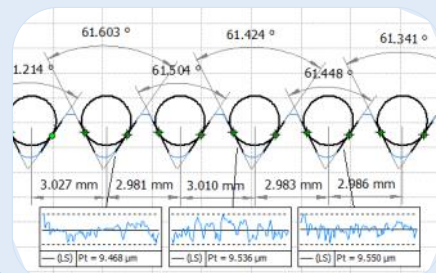 61.603 º
61.424 º
61.341 º
1.214 º
61.504 º
61.448 º
3.027 mm
2.981 mm
3.010 mm
2.983 mm
2.986 mm
(LS) Pt = 9.468 µm
(LS) Pt = 9.536 µm
(LS) Pt = 9.550 µm